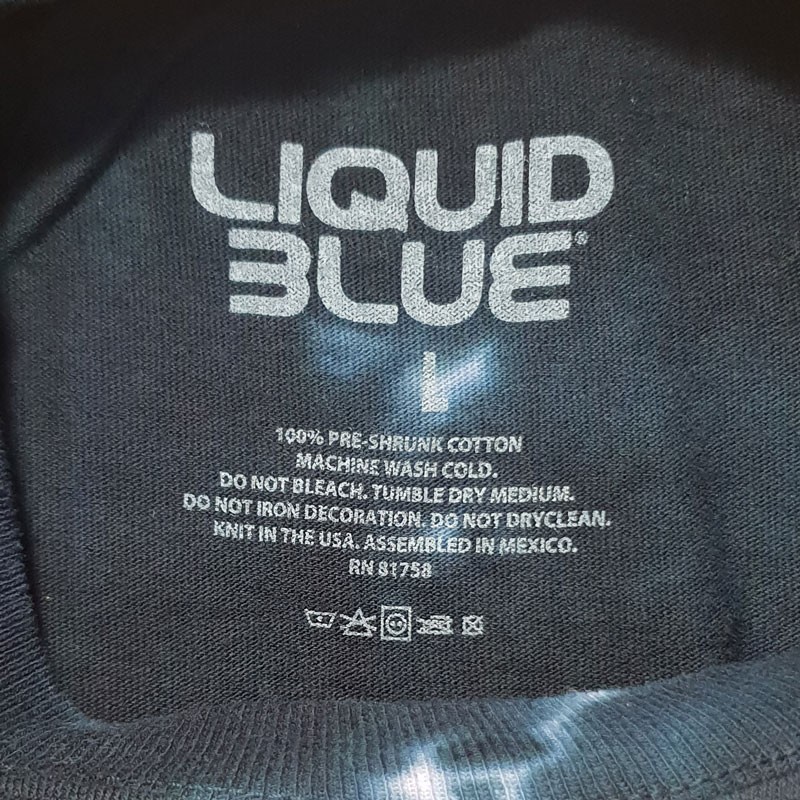 LIQUID
BLUE®
L
100% PRE-SHRUNK COTTON
MACHINE WASH COLD.
DO NOT BLEACH. TUMBLE DRY MEDIUM.
DO NOT IRON DECORATION. DO NOT DRYCLEAN.
KNIT IN THE USA. ASSEMBLED IN MEXICO.
RN 81758